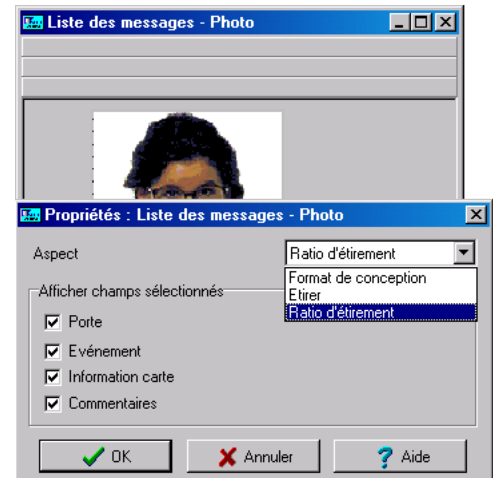 Liste des messages - Photo
Propriétés : Liste des messages - Photo
Aspect
Ratio d'étirement
Format de conception
Etirer
Ratio d'étirement
Afficher champs sélectionnés
Porte
Evénement
Information carte
Commentaires
OK
Annuler
Aide